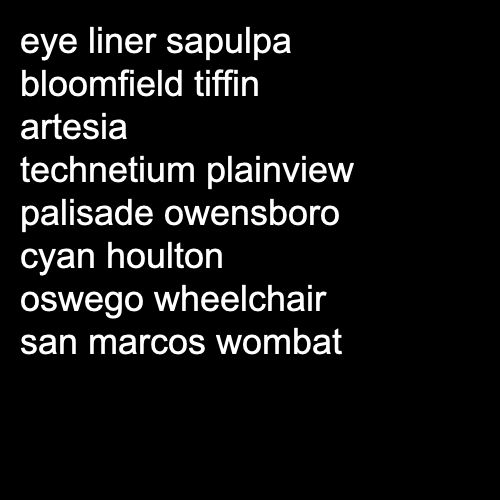 eye liner sapulpa
bloomfield tiffin
artesia
technetium plainview
palisade owensboro
cyan houlton
oswego wheelchair
san marcos wombat